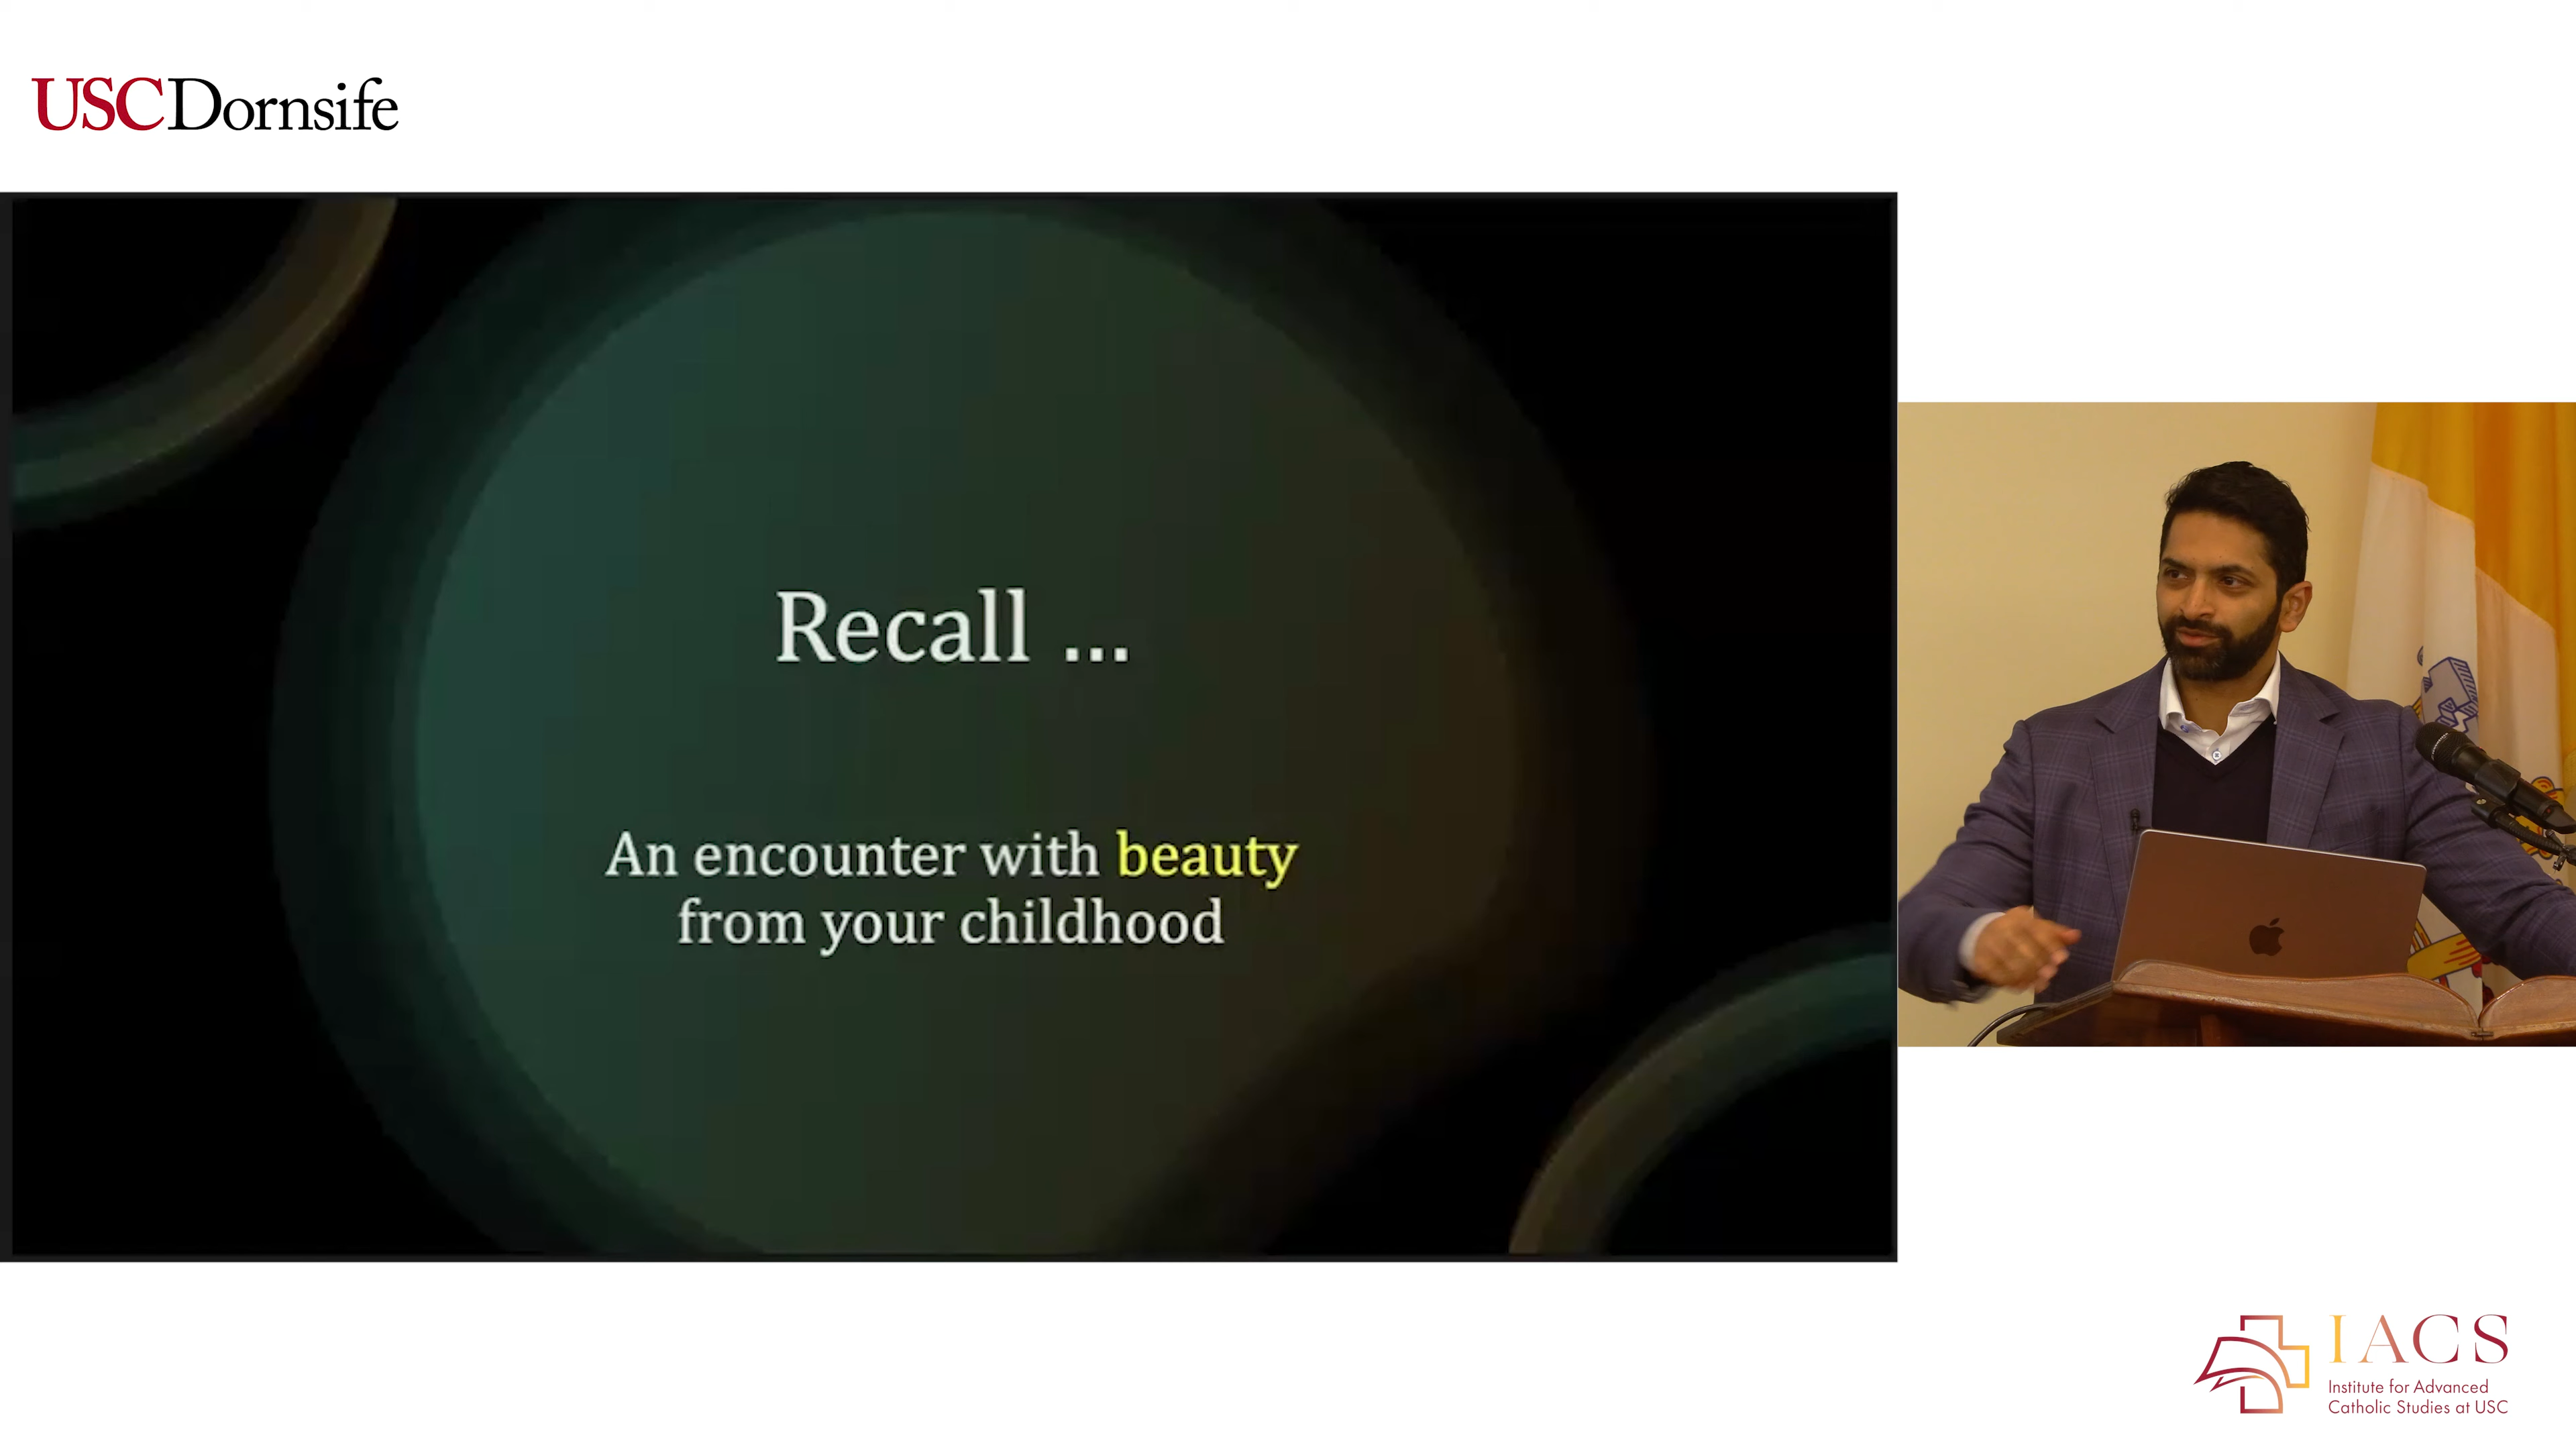 USCDornsife
Recall ...
An encounter with beauty
from your childhood
IACS
Institute for Advanced
Catholic Studies at USC